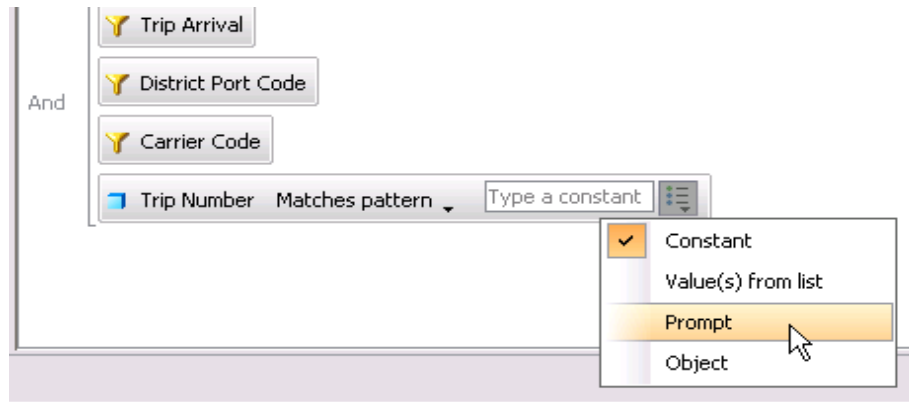 Trip Arrival
District Port Code
And
Carrier Code
Trip Number Matches pattern Type a constant
Constant
Value(s) from list
Prompt
Object